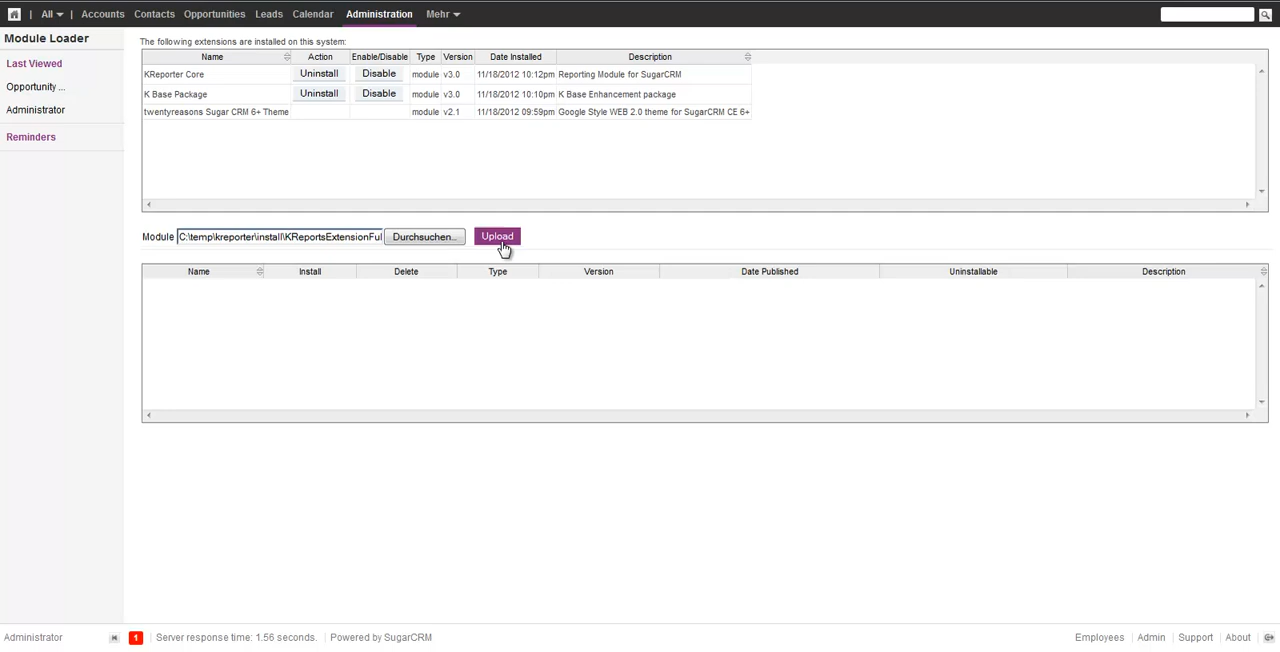 All Accounts Contacts Opportunities Leads Calendar Administration Mehr
Module Loader
Last Viewed
Opportunity ...
Administrator
Reminders
The following extensions are installed on this system:
Name Action Enable/Disable Type Version Date Installed Description
KReporter Core Uninstall Disable module v3.0 11/18/2012 10:12pm Reporting Module for SugarCRM
K Base Package Uninstall Disable module v3.0 11/18/2012 10:10pm K Base Enhancement package
twentyreasons Sugar CRM 6+ Theme module v2.1 11/18/2012 09:59pm Google Style WEB 2.0 theme for SugarCRM CE 6+
Module C:\temp\kreporter\install\KReportsExtensionFul Durchsuchen... Upload
Name Install Delete Type Version Date Published Uninstallable Description
Administrator 1 Server response time: 1.56 seconds. Powered by SugarCRM Employees Admin Support About